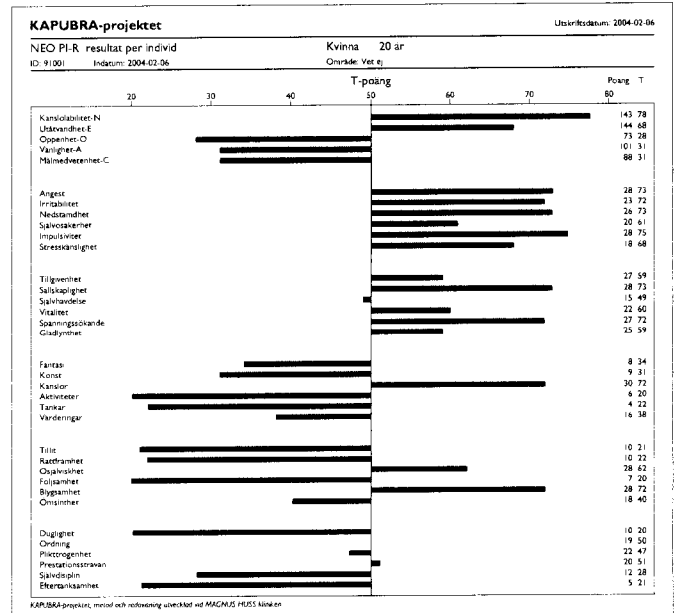 KAPUBRA-projektet
Utskriftsdatum: 2004-02-06
NEO PI-R resultat per individ Kvinna 20 år
ID: 91001 Indatum: 2004-02-06 Område: Vet ej
T-poäng Poäng T
20 30 40 50 60 70 80
Känslolabilitet-N 143 78
Utåtvändhet-E 144 68
Öppenhet-O 73 28
Vänlighet-A 101 31
Målmedvetenhet-C 88 31
Ångest 28 73
Irritabilitet 23 72
Nedstämdhet 26 73
Självosäkerhet 20 61
Impulsivitet 28 75
Stresskänslighet 18 68
Tillgivenhet 27 59
Sällskaplighet 28 73
Självhävdelse 15 49
Vitalitet 22 60
Spänningssökande 27 72
Gladlynthet 25 59
Fantasi 8 34
Konst 9 31
Känslor 30 72
Aktiviteter 6 20
Tankar 4 22
Värderingar 16 38
Tillit 10 21
Rättframhet 10 22
Osjälviskhet 28 62
Följsamhet 7 20
Blygsamhet 28 72
Ömsinthet 18 40
Duglighet 10 20
Ordning 19 50
Plikttrogenhet 22 47
Prestationssträvan 20 51
Självdisiplin 12 28
Eftertänksamhet 5 21
KAPUBRA-projektet, metod och redovisning utvecklad vid MAGNUS HUSS kliniken